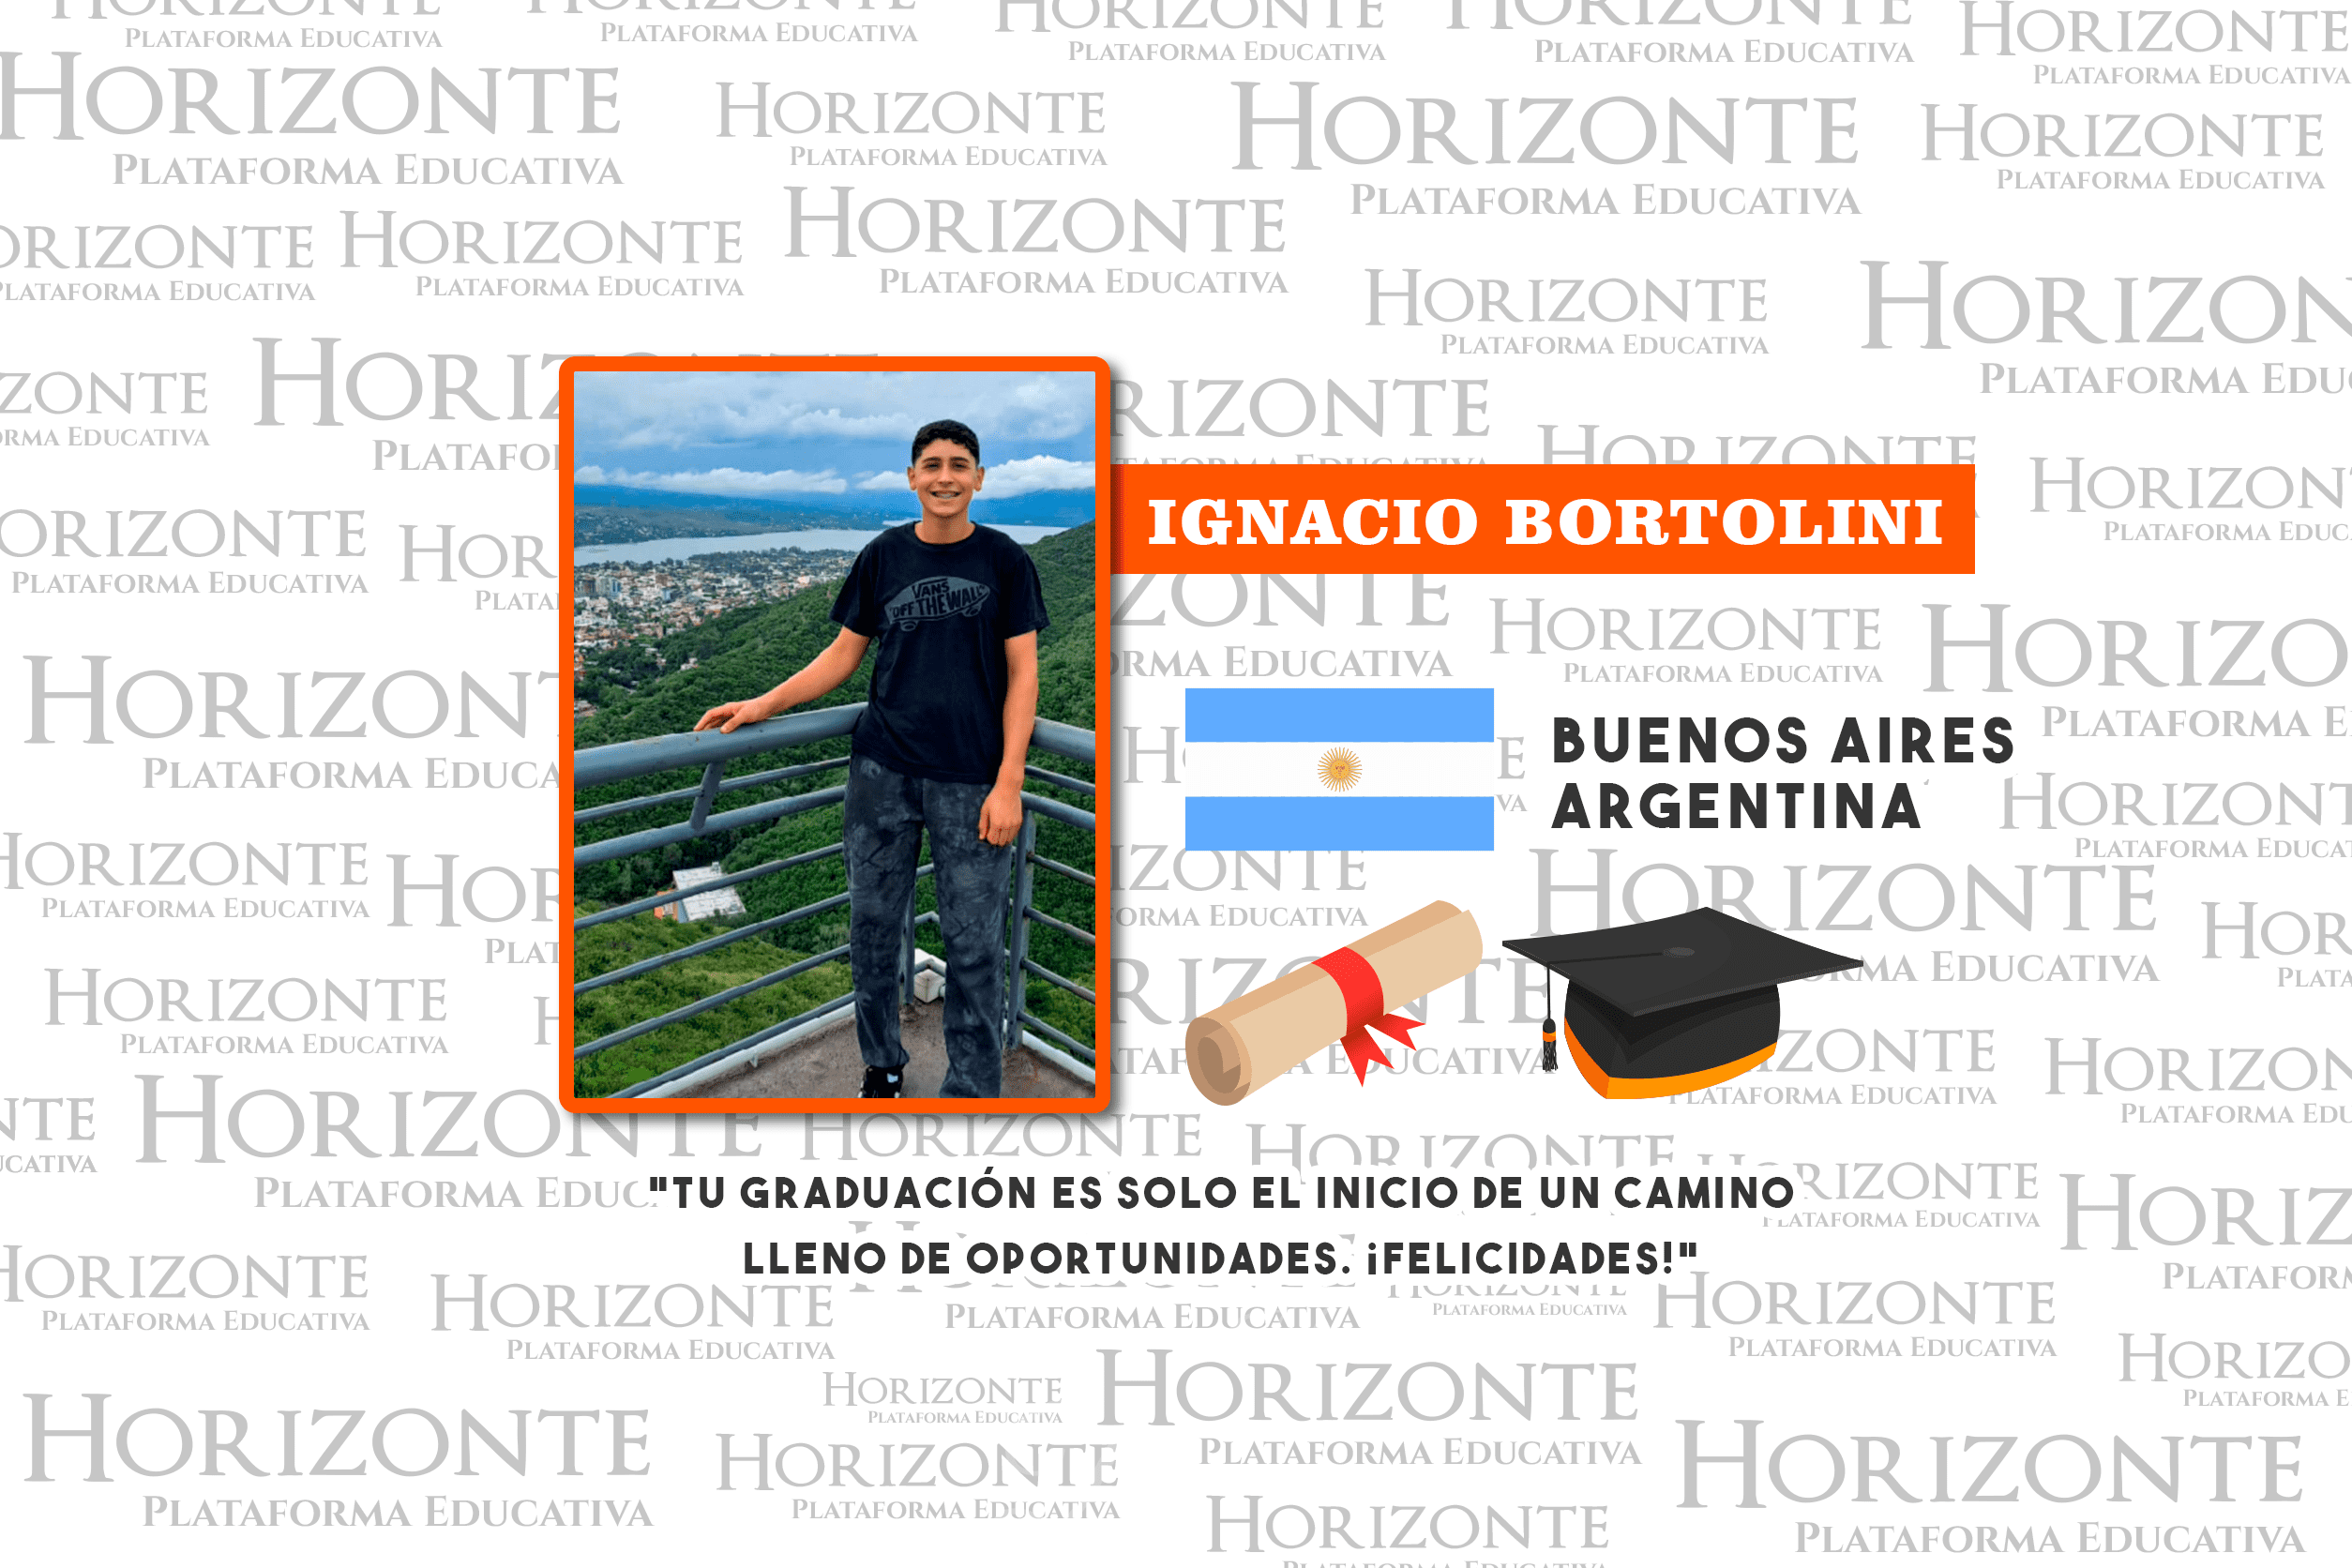 HORIZONTE
PLATAFORMA EDUCATIVA
IGNACIO BORTOLINI
VANS
"OFF THE WALL"
BUENOS AIRES
ARGENTINA
"TU GRADUACIÓN ES SOLO EL INICIO DE UN CAMINO
LLENO DE OPORTUNIDADES. ¡FELICIDADES!"